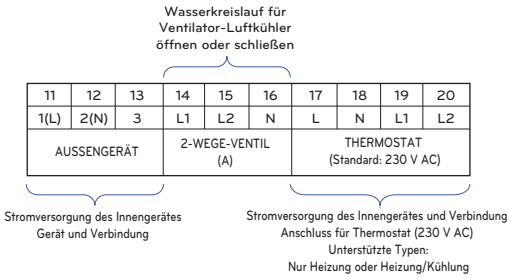 Wasserkreislauf für
Ventilator-Luftkühler
öffnen oder schließen
11 12 13 14 15 16 17 18 19 20
1(L) 2(N) 3 L1 L2 N L N L1 L2
AUSSENGERÄT
2-WEGE-VENTIL
(A)
THERMOSTAT
(Standard: 230 V AC)
Stromversorgung des Innengerätes
Gerät und Verbindung
Stromversorgung des Innengerätes und Verbindung
Anschluss für Thermostat (230 V AC)
Unterstützte Typen:
Nur Heizung oder Heizung/Kühlung